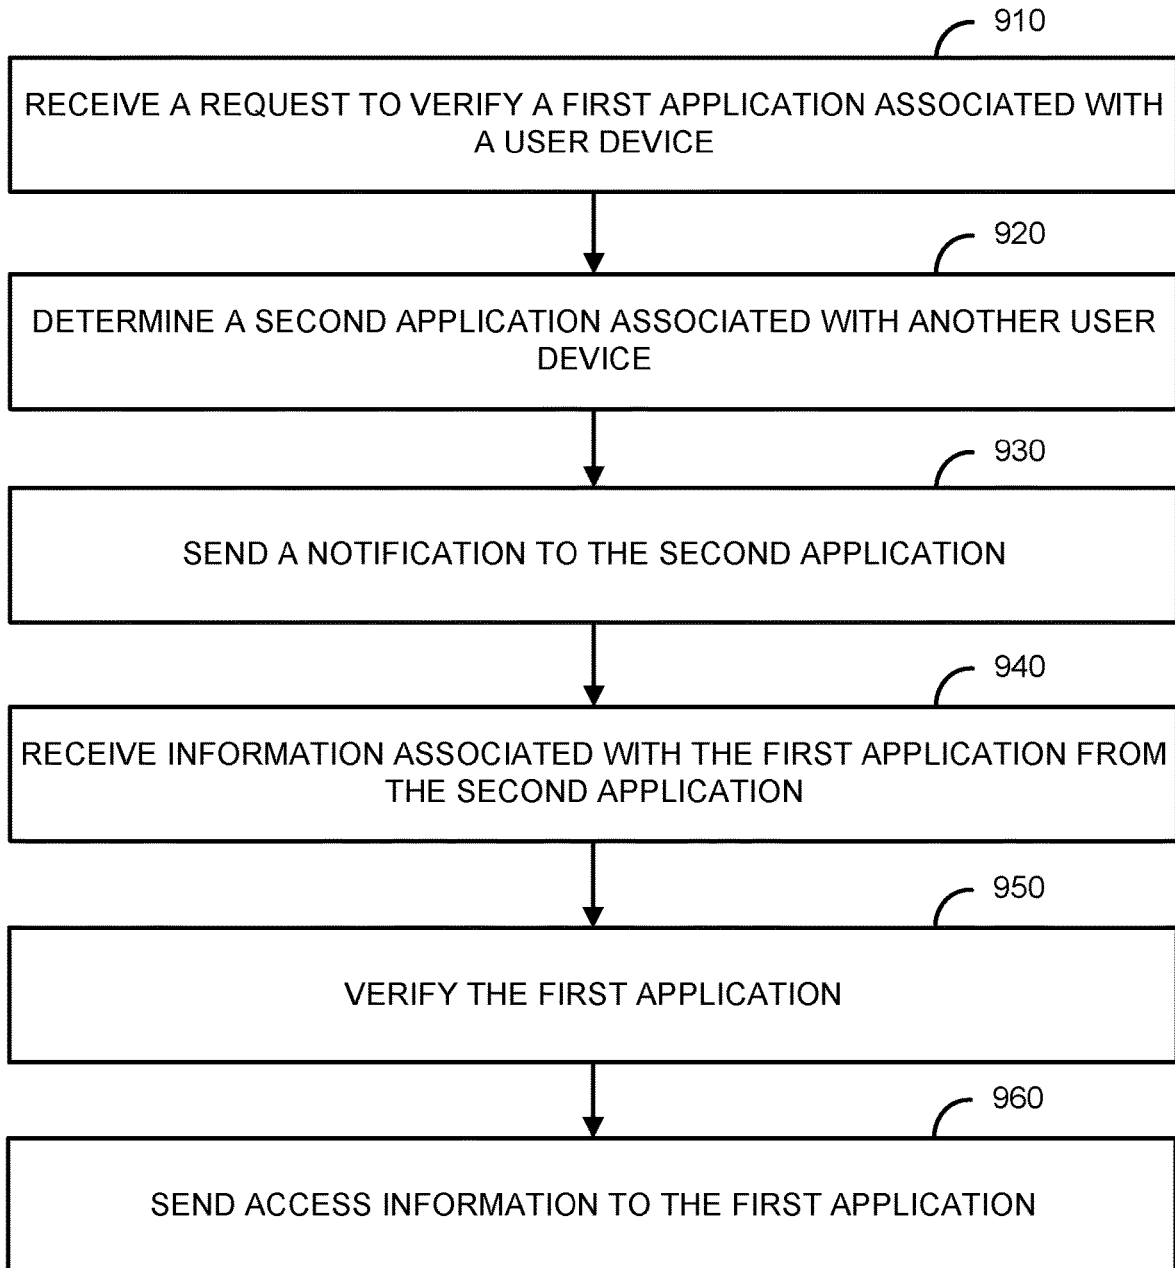 910
RECEIVE A REQUEST TO VERIFY A FIRST APPLICATION ASSOCIATED WITH
A USER DEVICE
920
DETERMINE A SECOND APPLICATION ASSOCIATED WITH ANOTHER USER
DEVICE
930
SEND A NOTIFICATION TO THE SECOND APPLICATION
940
RECEIVE INFORMATION ASSOCIATED WITH THE FIRST APPLICATION FROM
THE SECOND APPLICATION
950
VERIFY THE FIRST APPLICATION
960
SEND ACCESS INFORMATION TO THE FIRST APPLICATION